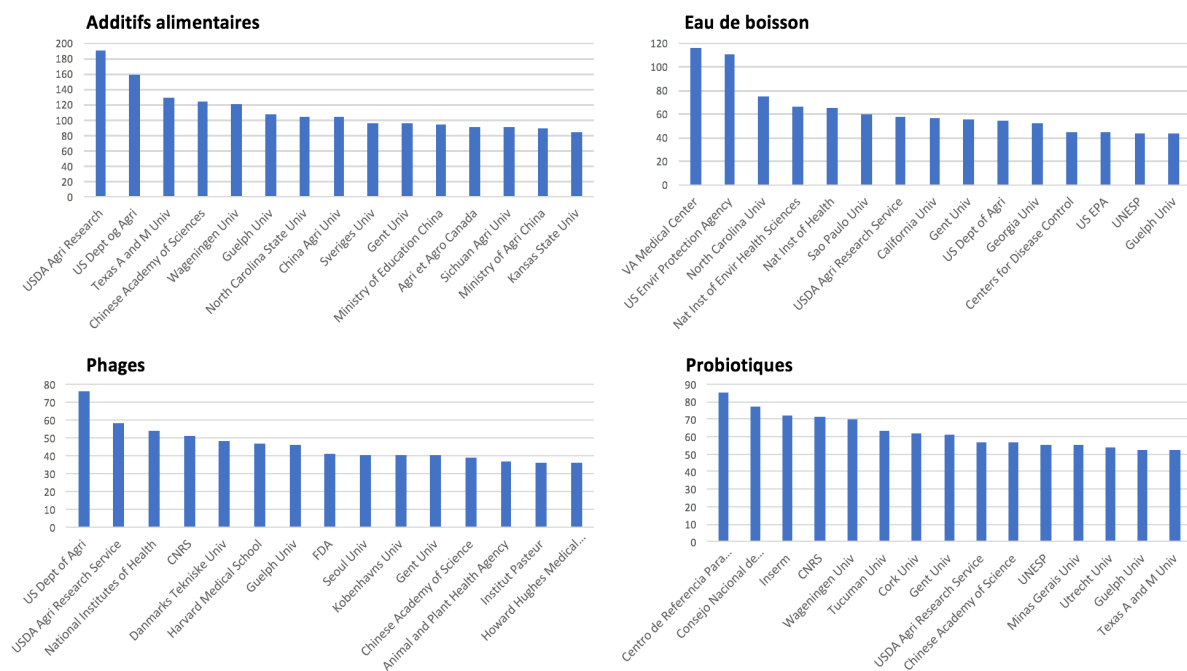 Additifs alimentaires
200
180
160
140
120
100
80
60
40
20
0
USDA Agri Research
US Dept og Agri
Texas A and M Univ
Chinese Academy of Sciences
Wageningen Univ
Guelph Univ
North Carolina State Univ
China Agri Univ
Sveriges Univ
Gent Univ
Ministry of Education China
Agri et Agro Canada
Sichuan Agri Univ
Ministry of Agri China
Kansas State Univ
Eau de boisson
120
100
80
60
40
20
0
VA Medical Center
US Envir Protection Agency
North Carolina Univ
Nat Inst of Envir Health Sciences
Nat Inst of Health
Sao Paulo Univ
USDA Agri Research Service
California Univ
Gent Univ
US Dept of Agri
Georgia Univ
Centers for Disease Control
US EPA
UNESP
Guelph Univ
Phages
80
70
60
50
40
30
20
10
0
US Dept of Agri
USDA Agri Research Service
National Institutes of Health
CNRS
Danmarks Tekniske Univ
Harvard Medical School
Guelph Univ
FDA
Seoul Univ
Kobenhavns Univ
Gent Univ
Chinese Academy of Science
Animal and Plant Health Agency
Institut Pasteur
Howard Hughes Medical...
Probiotiques
90
80
70
60
50
40
30
20
10
0
Centro de Referencia Para...
Consejo Nacional de...
Inserm
CNRS
Wageningen Univ
Tucuman Univ
Cork Univ
Gent Univ
USDA Agri Research Service
Chinese Academy of Science
UNESP
Minas Gerais Univ
Utrecht Univ
Guelph Univ
Texas A and M Univ